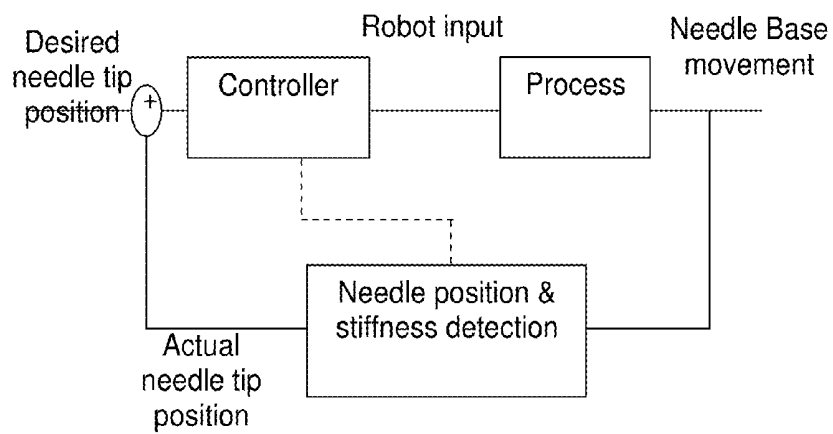 Desired
needle tip
position
+
Controller
Robot input
Process
Needle Base
movement
Needle position &
stiffness detection
Actual
needle tip
position